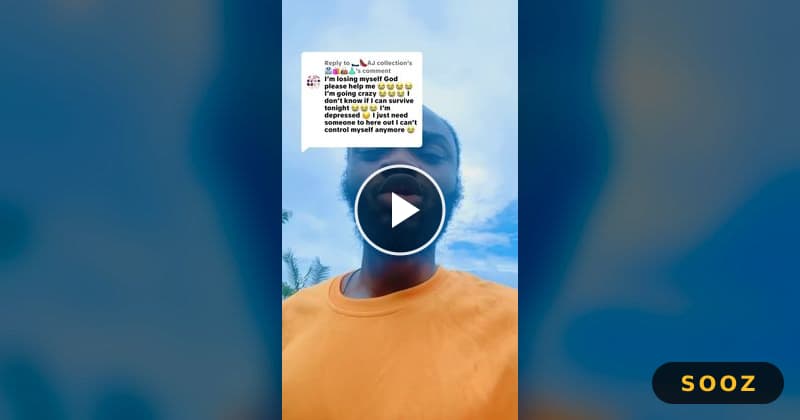 Reply to AJ collection's
's comment
I'm losing myself God
please help me 😭😭😭😭
I'm going crazy 😭😭😭 I
don't know if I can survive
tonight 😭😭😭 I'm
depressed 😞 I just need
someone to here out I can't
control myself anymore 😭
SOOZ